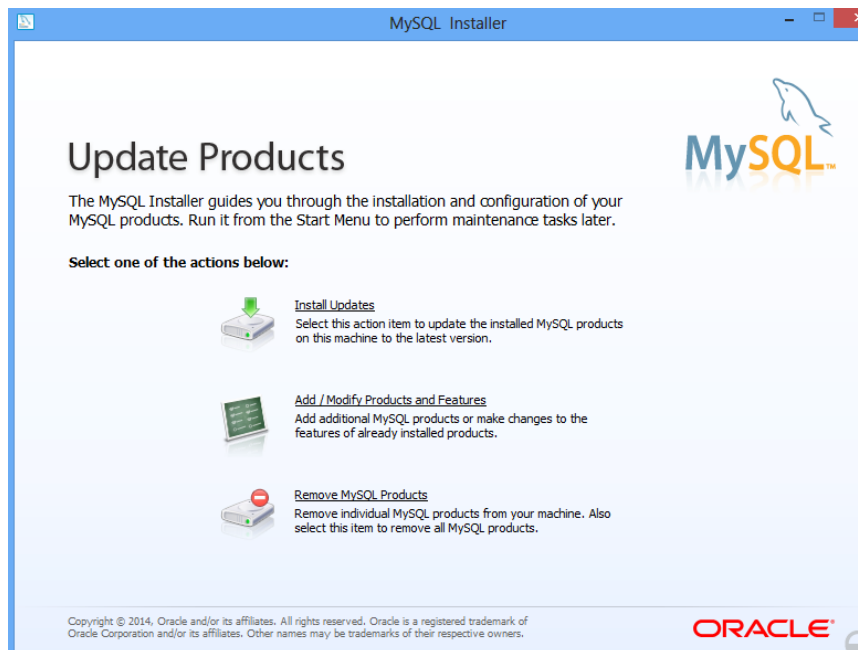 MySQL Installer
MySQL™
Update Products
The MySQL Installer guides you through the installation and configuration of your
MySQL products. Run it from the Start Menu to perform maintenance tasks later.
Select one of the actions below:
Install Updates
Select this action item to update the installed MySQL products
on this machine to the latest version.
Add / Modify Products and Features
Add additional MySQL products or make changes to the
features of already installed products.
Remove MySQL Products
Remove individual MySQL products from your machine. Also
select this item to remove all MySQL products.
Copyright © 2014, Oracle and/or its affiliates. All rights reserved. Oracle is a registered trademark of
Oracle Corporation and/or its affiliates. Other names may be trademarks of their respective owners.
ORACLE®